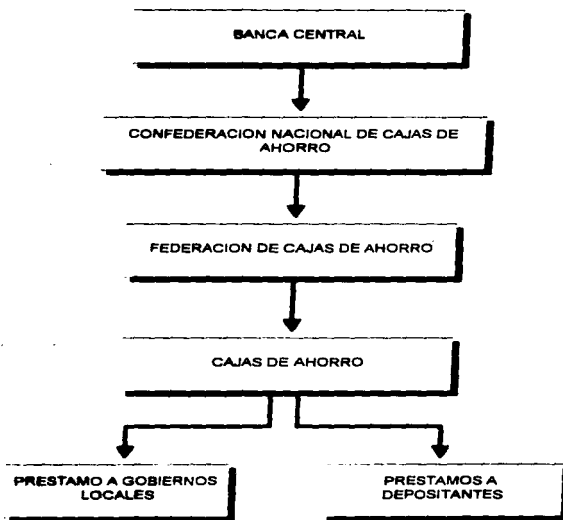 BANCA CENTRAL
CONFEDERACION NACIONAL DE CAJAS DE
AHORRO
FEDERACION DE CAJAS DE AHORRO
CAJAS DE AHORRO
PRESTAMO A GOBIERNOS
LOCALES
PRESTAMOS A
DEPOSITANTES